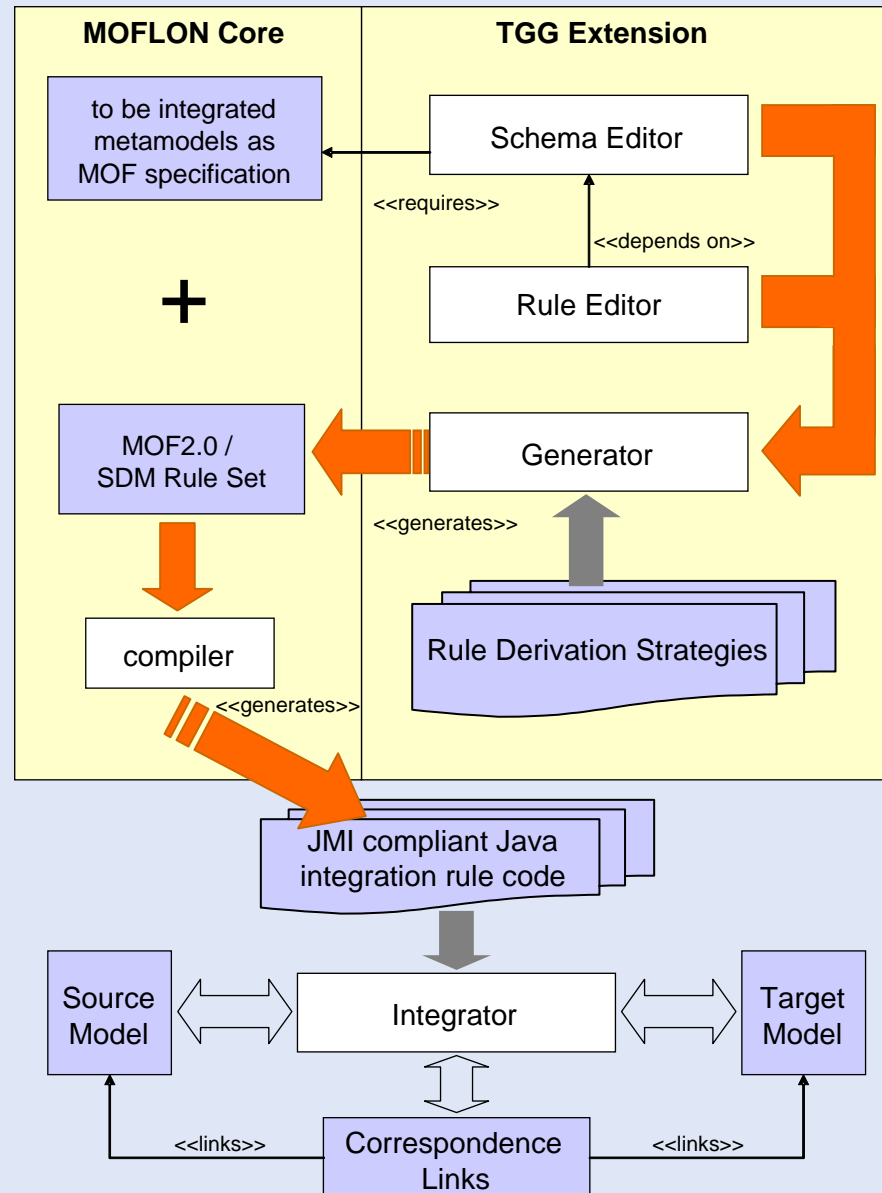 MOFLON Core
TGG Extension
to be integrated
metamodels as
MOF specification
Schema Editor
<<requires>>
<<depends on>>
+
Rule Editor
MOF2.0 /
SDM Rule Set
Generator
<<generates>>
compiler
Rule Derivation Strategies
<<generates>>
JMI compliant Java
integration rule code
Source
Model
Integrator
Target
Model
<<links>>
Correspondence
Links
<<links>>